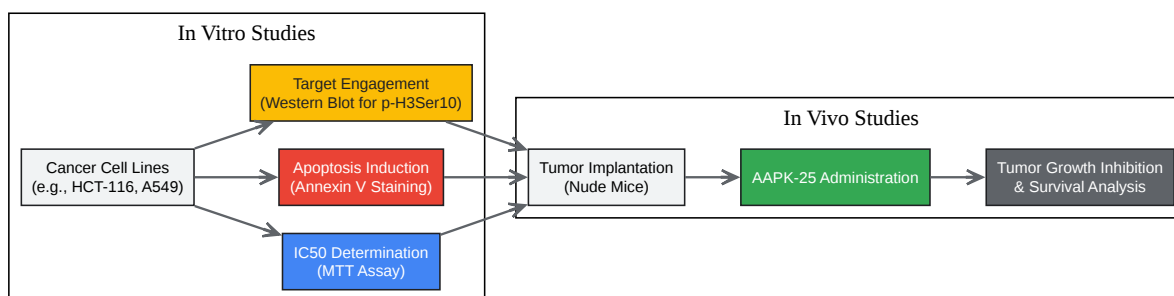 In Vitro Studies
Target Engagement
(Western Blot for p-H3Ser10)
Cancer Cell Lines
(e.g., HCT-116, A549)
Apoptosis Induction
(Annexin V Staining)
IC50 Determination
(MTT Assay)
In Vivo Studies
Tumor Implantation
(Nude Mice)
AAPK-25 Administration
Tumor Growth Inhibition
& Survival Analysis